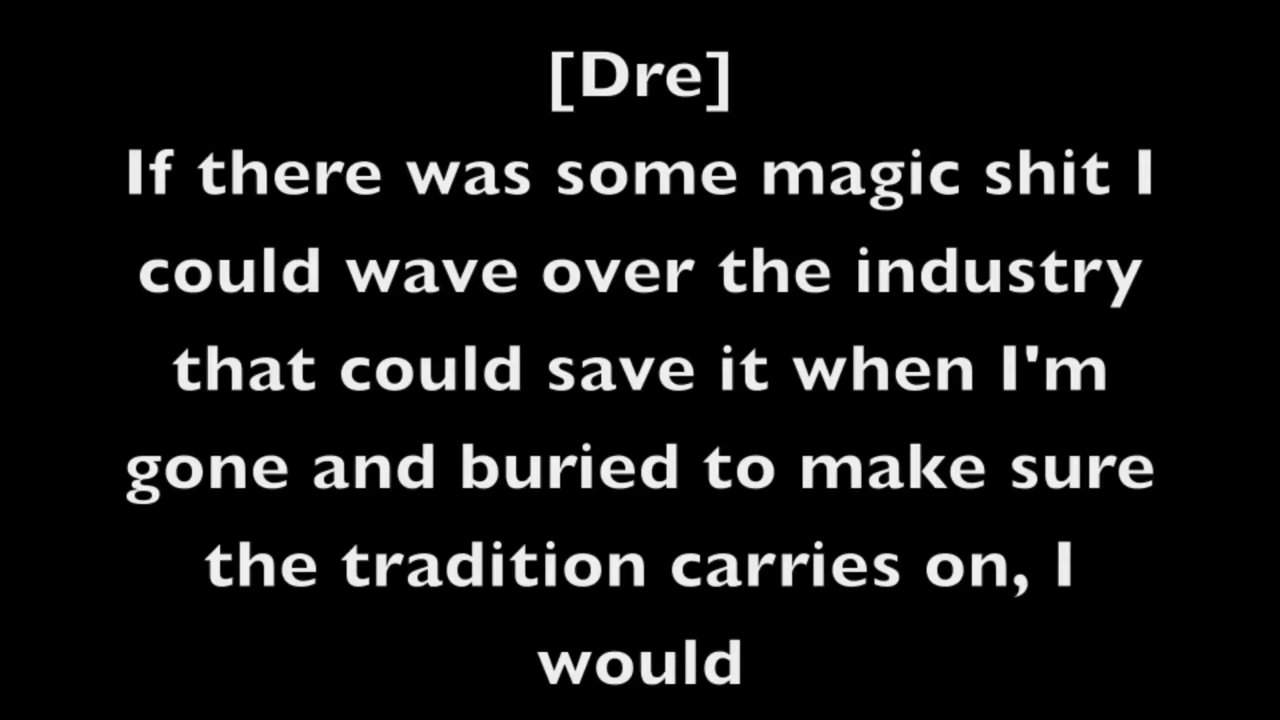 [Dre]
If there was some magic shit I
could wave over the industry
that could save it when I'm
gone and buried to make sure
the tradition carries on, I
would